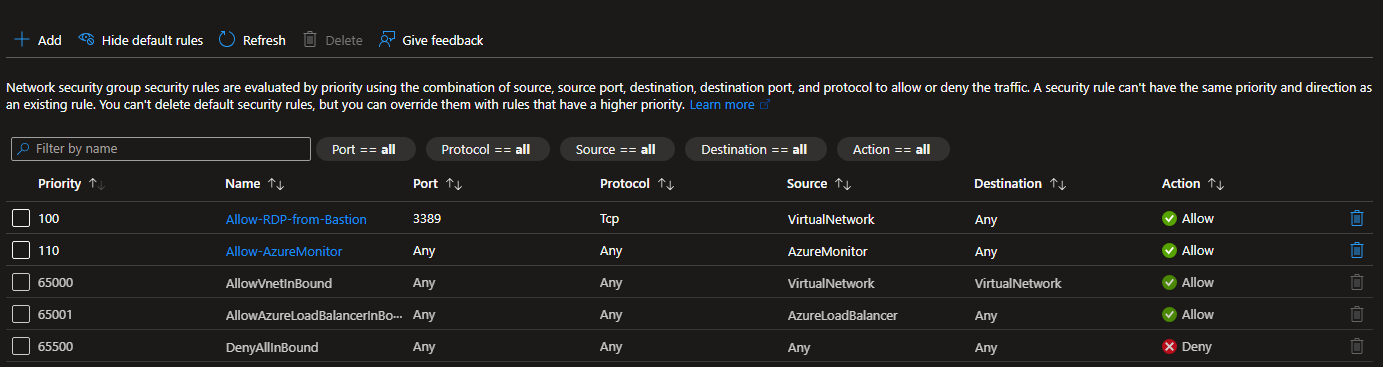 Add Hide default rules Refresh Delete Give feedback
Network security group security rules are evaluated by priority using the combination of source, source port, destination, destination port, and protocol to allow or deny the traffic. A security rule can't have the same priority and direction as
an existing rule. You can't delete default security rules, but you can override them with rules that have a higher priority. Learn more
Filter by name Port == all Protocol == all Source == all Destination == all Action == all
Priority Name Port Protocol Source Destination Action
100 Allow-RDP-from-Bastion 3389 Tcp VirtualNetwork Any Allow
110 Allow-AzureMonitor Any Any AzureMonitor Any Allow
65000 AllowVnetInBound Any Any VirtualNetwork VirtualNetwork Allow
65001 AllowAzureLoadBalancerInBo··· Any Any AzureLoadBalancer Any Allow
65500 DenyAllInBound Any Any Any Any Deny